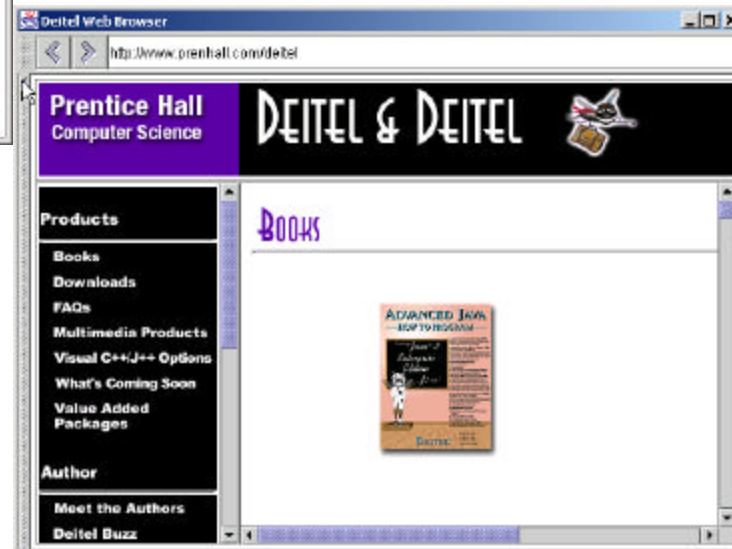 Deitel Web Browser
http://www.prenhall.com/deitel
Prentice Hall
Computer Science
DEITEL & DEITEL
Products
Books
Downloads
FAQs
Multimedia Products
Visual C++/J++ Options
What's Coming Soon
Value Added
Packages
Author
Meet the Authors
Deitel Buzz
BOOKS
ADVANCED JAVA
HOW TO PROGRAM
DEITEL